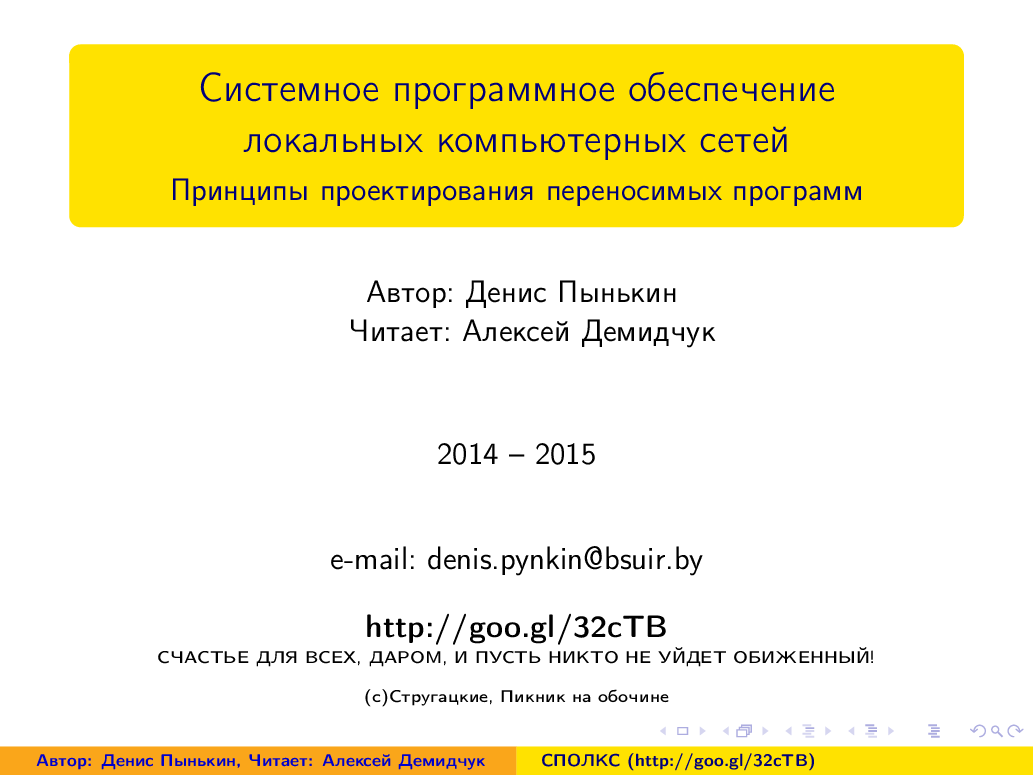 Системное программное обеспечение
локальных компьютерных сетей
Принципы проектирования переносимых программ
Автор: Денис Пынькин
Читает: Алексей Демидчук
2014 – 2015
e-mail: denis.pynkin@bsuir.by
http://goo.gl/32cTB
СЧАСТЬЕ ДЛЯ ВСЕХ, ДАРОМ, И ПУСТЬ НИКТО НЕ УЙДЕТ ОБИЖЕННЫЙ!
(c)Стругацкие, Пикник на обочине
Автор: Денис Пынькин, Читает: Алексей Демидчук
СПОЛКС (http://goo.gl/32cTB)